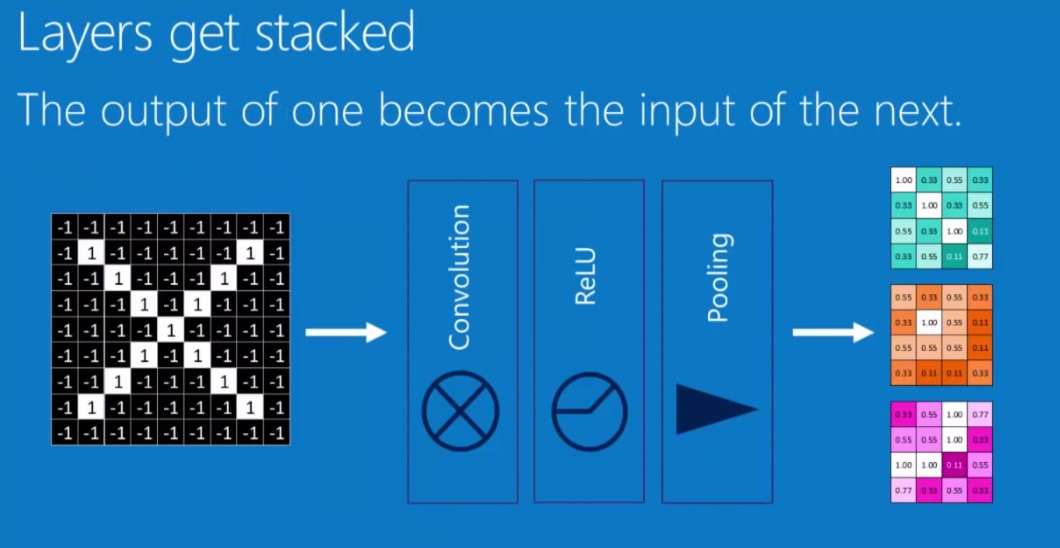 Layers get stacked
The output of one becomes the input of the next.
-1 -1 -1 -1 -1 -1 -1 -1 -1
-1 1 -1 -1 -1 -1 -1 1 -1
-1 -1 1 -1 -1 -1 1 -1 -1
-1 -1 -1 1 -1 1 -1 -1 -1
-1 -1 -1 -1 1 -1 -1 -1 -1
-1 -1 -1 1 -1 1 -1 -1 -1
-1 -1 1 -1 -1 -1 1 -1 -1
-1 1 -1 -1 -1 -1 -1 1 -1
-1 -1 -1 -1 -1 -1 -1 -1 -1
Convolution
ReLU
Pooling
1.00 0.33 0.55 0.33
0.33 1.00 0.33 0.55
0.55 0.33 1.00 0.11
0.33 0.55 0.11 0.77
0.55 0.33 0.55 0.33
0.33 1.00 0.55 0.11
0.55 0.55 0.55 0.11
0.33 0.11 0.11 0.33
0.33 0.55 1.00 0.77
0.55 0.55 1.00 0.33
1.00 1.00 0.11 0.55
0.77 0.33 0.55 0.33